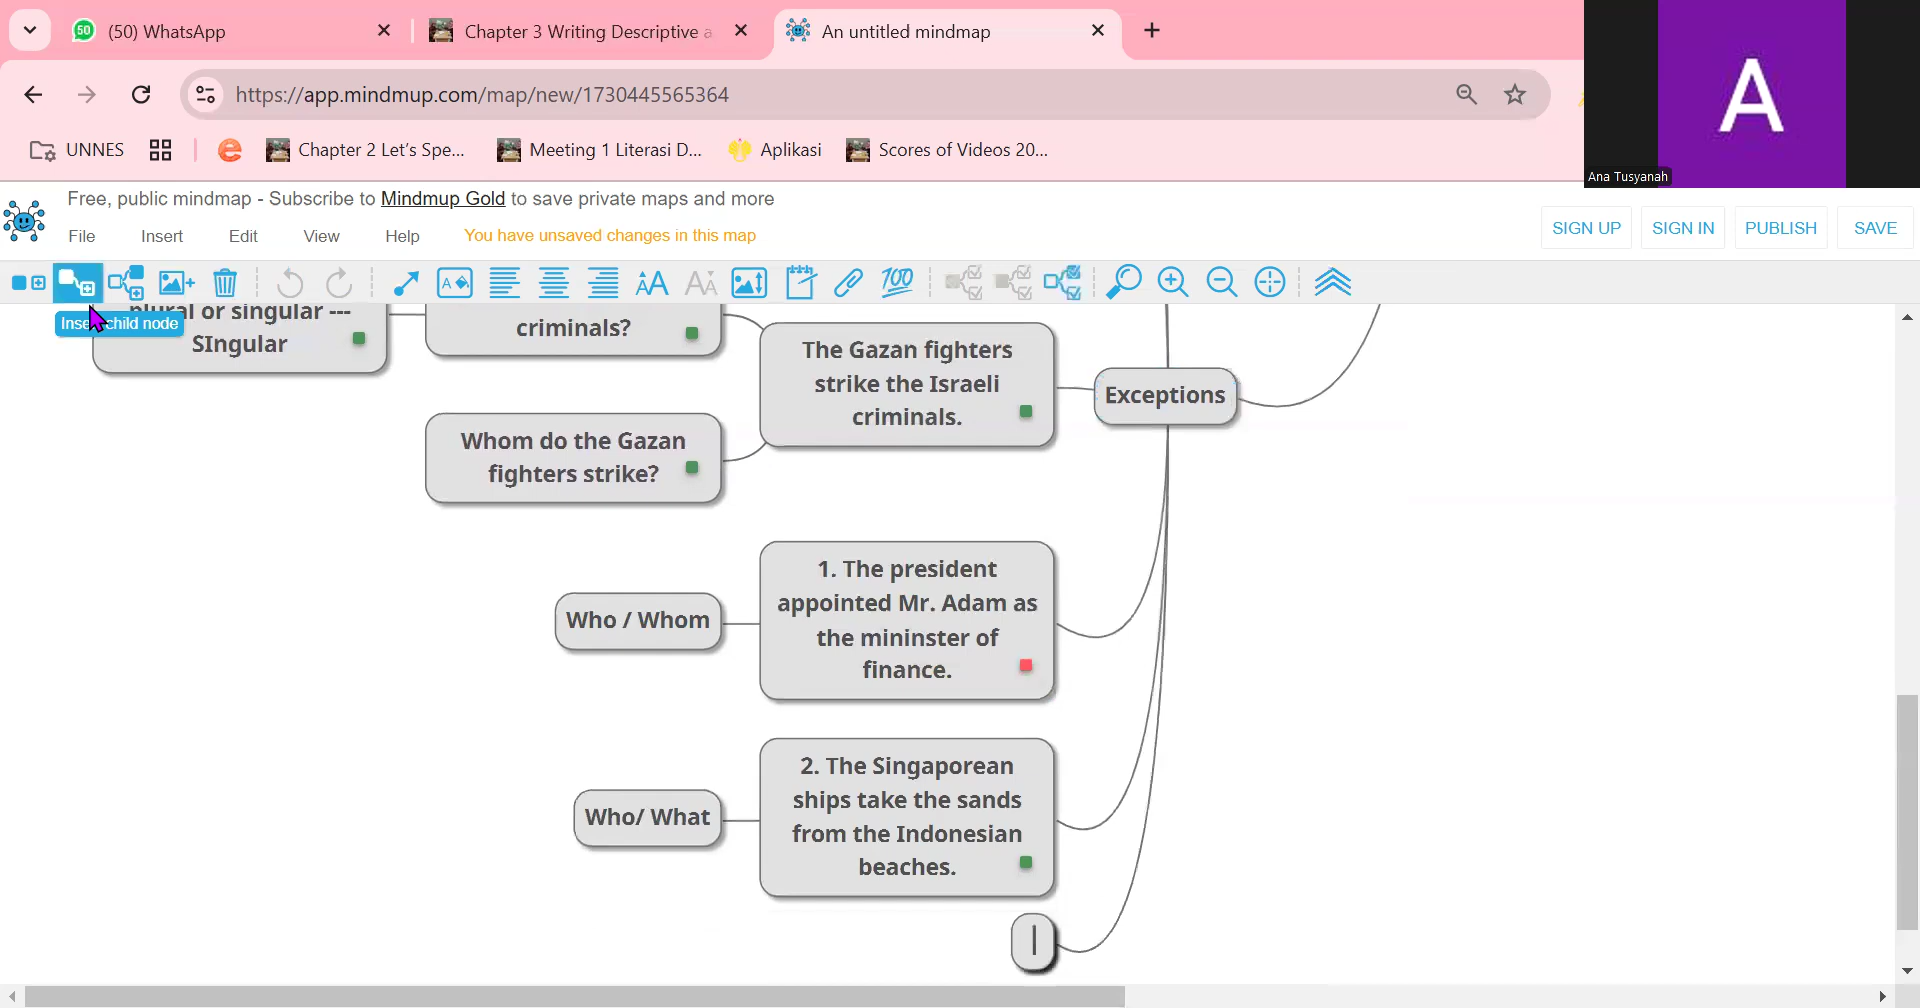 50
(50) WhatsApp
Chapter 3 Writing Descriptive a
An untitled mindmap
https://app.mindmup.com/map/new/1730445565364
A
Ana Tusyanah
UNNES
Chapter 2 Let's Spe...
Meeting 1 Literasi D...
Aplikasi
Scores of Videos 20...
Free, public mindmap - Subscribe to Mindmup Gold to save private maps and more
File Insert Edit View Help You have unsaved changes in this map
SIGN UP SIGN IN PUBLISH SAVE
or singular ---
SIngular
child node
criminals?
The Gazan fighters
strike the Israeli
criminals.
Exceptions
Whom do the Gazan
fighters strike?
1. The president
appointed Mr. Adam as
the mininster of
finance.
Who / Whom
2. The Singaporean
ships take the sands
from the Indonesian
beaches.
Who/ What